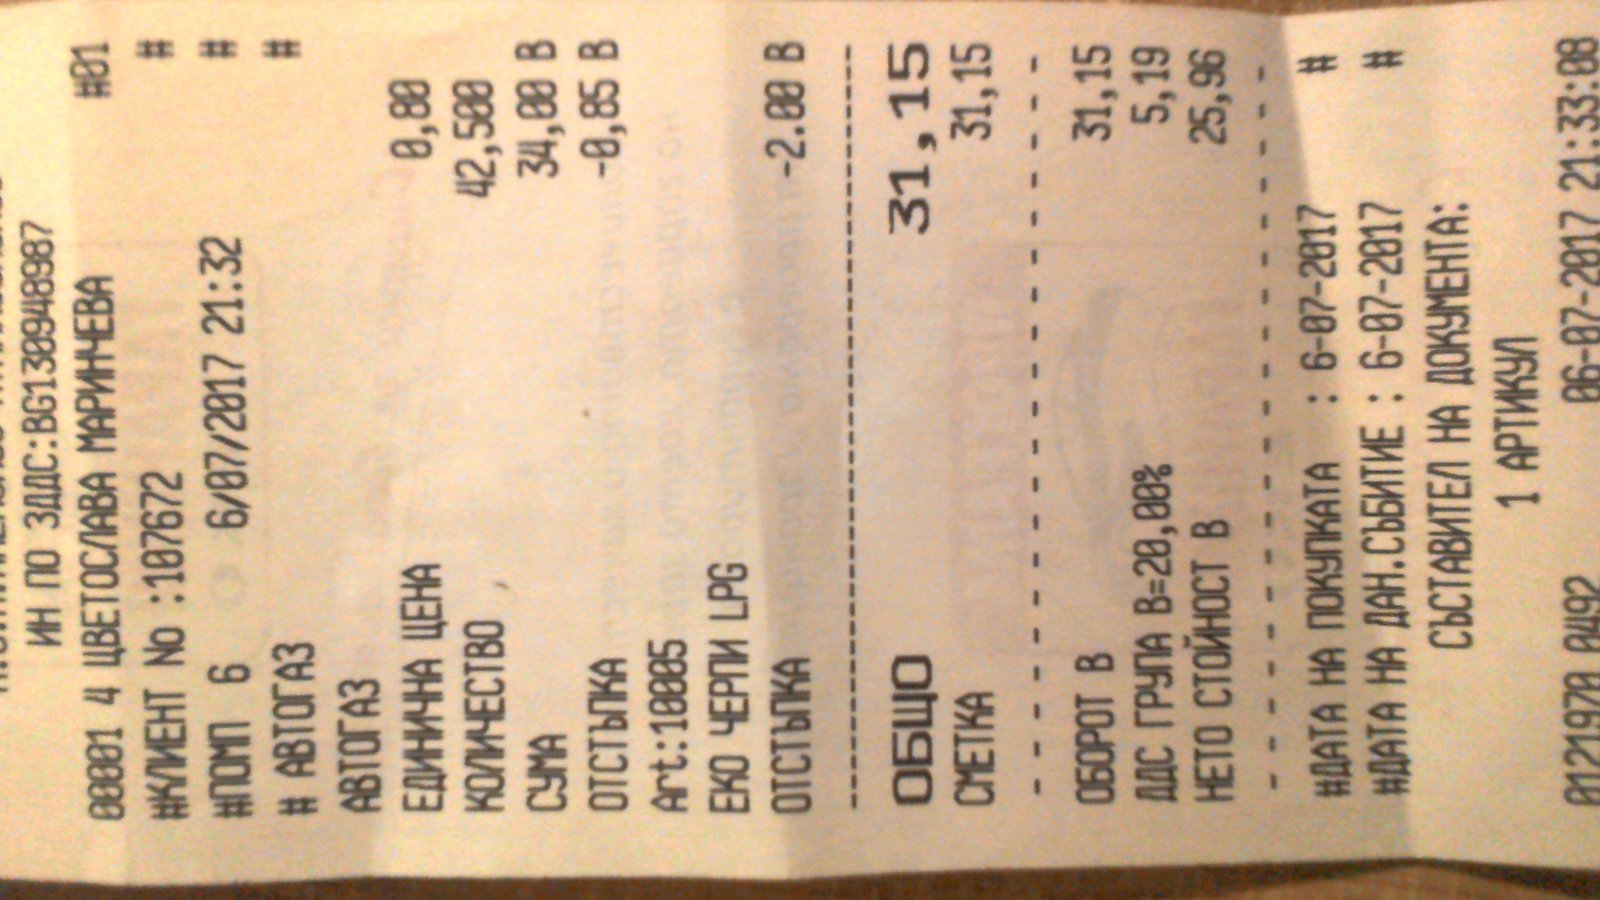 ИН ПО ЗДДС:BG130948987
00001 4 ЦВЕТОСЛАВА МАРИНЧЕВА #01
#КЛИЕНТ No :107672 #
#ПОМП 6 6/07/2017 21:32 #
# АВТОГАЗ #
АВТОГАЗ
ЕДИНИЧНА ЦЕНА 0,80
КОЛИЧЕСТВО 42,500
СУМА 34,00 В
ОТСТЪПКА -0,85 В
Art:10005
ЕКО ЧЕРПИ LPG
ОТСТЪПКА -2.00 В
ОБЩО 31,15
СМЕТКА 31,15
ОБОРОТ В 31,15
ДДС ГРУПА В=20,00% 5,19
НЕТО СТОЙНОСТ В 25,96
#ДАТА НА ПОКУПКАТА : 6-07-2017 #
#ДАТА НА ДАН.СЪБИТИЕ : 6-07-2017 #
СЪСТАВИТЕЛ НА ДОКУМЕНТА:
1 АРТИКУЛ
0121970 0492 06-07-2017 21:33:08